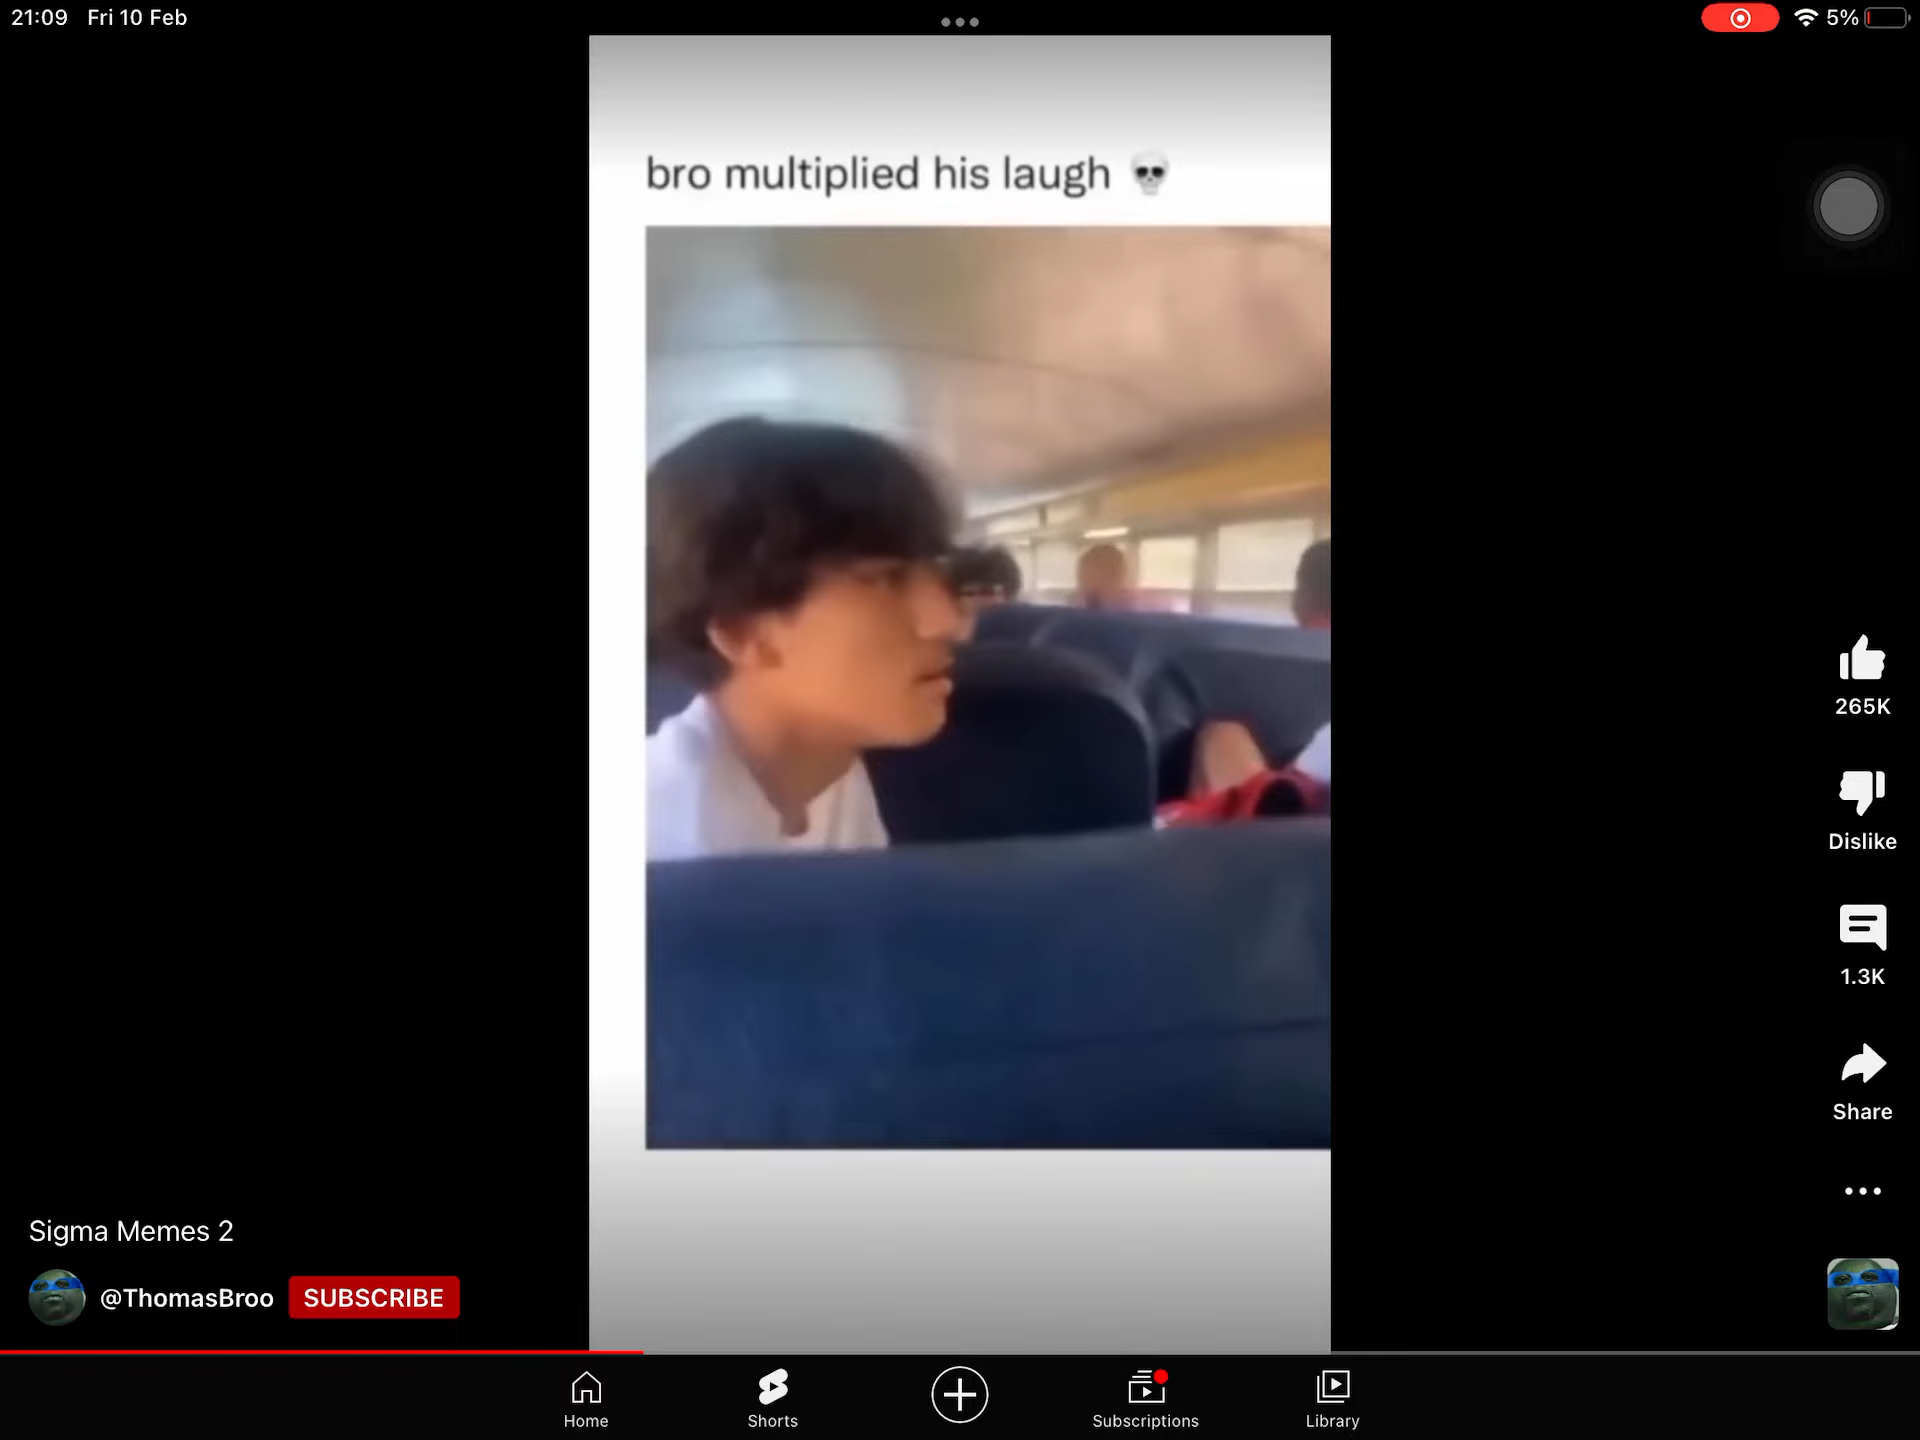 21:09 Fri 10 Feb
5%
bro multiplied his laugh 💀
265K
Dislike
1.3K
Share
Sigma Memes 2
@ThomasBroo SUBSCRIBE
Home Shorts Subscriptions Library